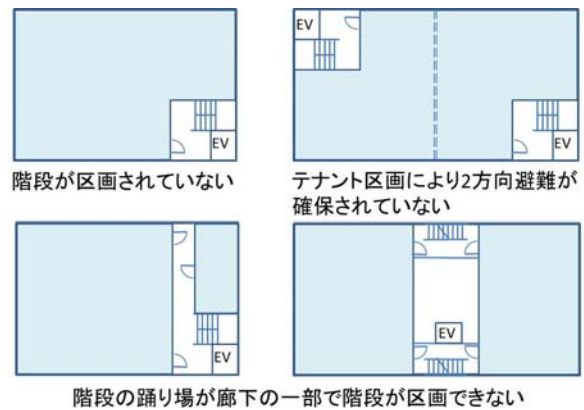 EV
EV
EV
階段が区画されていない
テナント区画により2方向避難が
確保されていない
EV
EV
階段の踊り場が廊下の一部で階段が区画できない